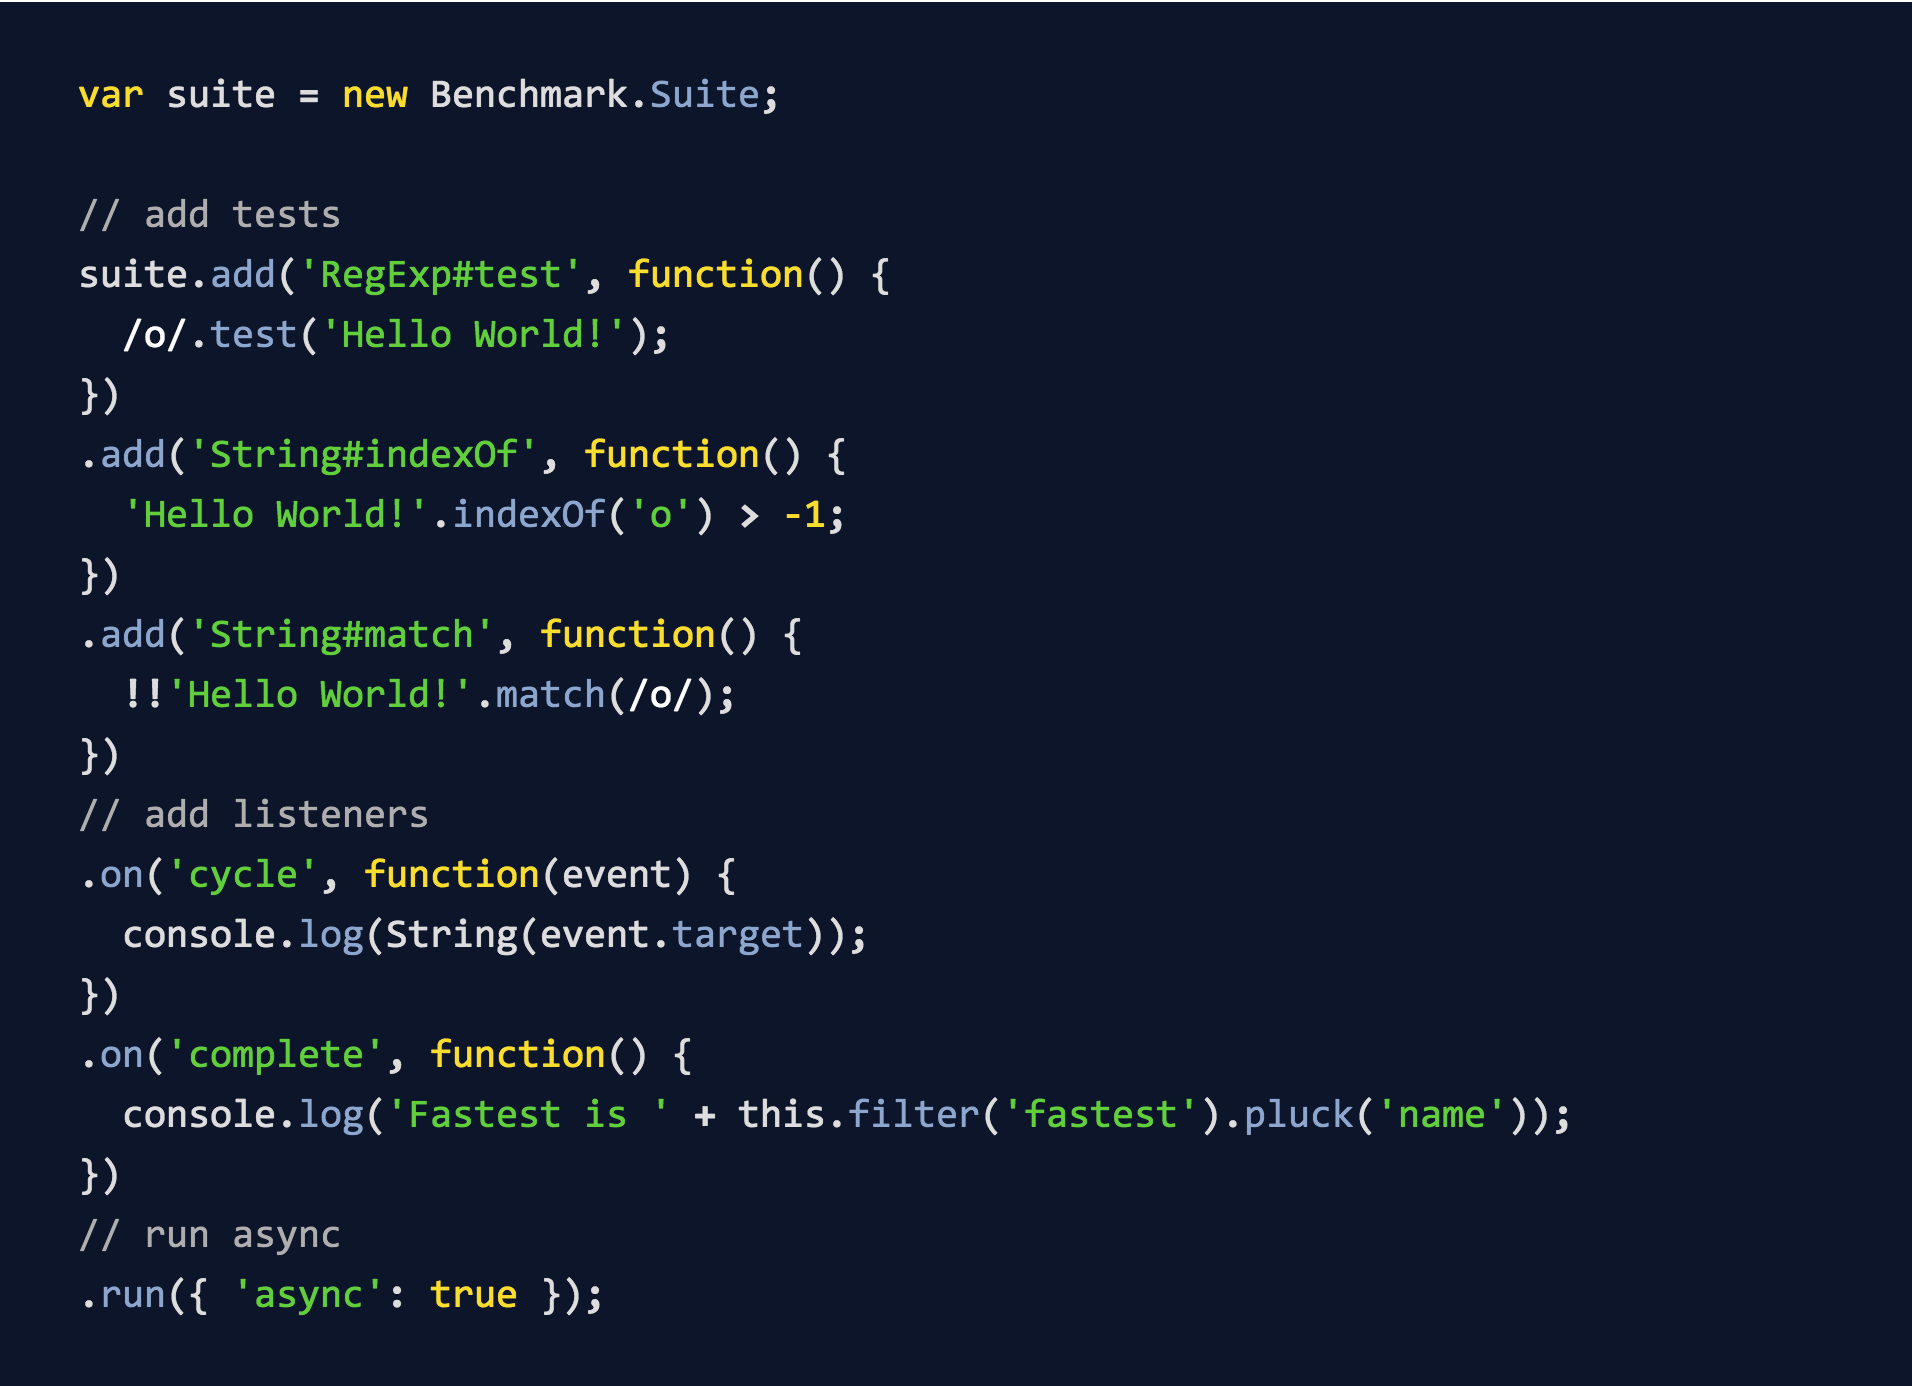 var suite = new Benchmark.Suite;

// add tests
suite.add('RegExp#test', function() {
  /o/.test('Hello World!');
})
.add('String#indexOf', function() {
  'Hello World!'.indexOf('o') > -1;
})
.add('String#match', function() {
  !!'Hello World!'.match(/o/);
})
// add listeners
.on('cycle', function(event) {
  console.log(String(event.target));
})
.on('complete', function() {
  console.log('Fastest is ' + this.filter('fastest').pluck('name'));
})
// run async
.run({ 'async': true });